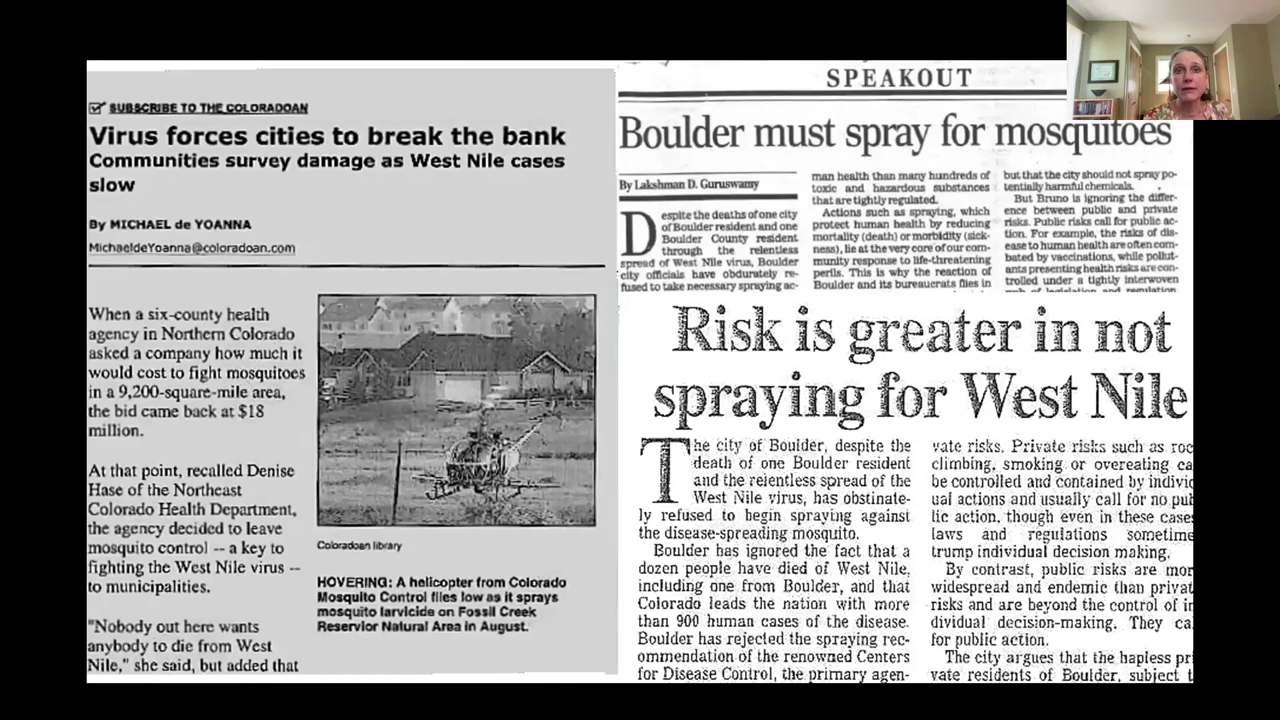 SUBSCRIBE TO THE COLORADOAN
Virus forces cities to break the bank
Communities survey damage as West Nile cases
slow
By MICHAEL de YOANNA
MichaeldeYoanna@coloradoan.com
When a six-county health
agency in Northern Colorado
asked a company how much it
would cost to fight mosquitoes
in a 9,200-square-mile area,
the bid came back at $18
million.
At that point, recalled Denise
Hase of the Northeast
Colorado Health Department,
the agency decided to leave
mosquito control -- a key to
fighting the West Nile virus --
to municipalities.
"Nobody out here wants
anybody to die from West
Nile," she said, but added that
Coloradoan library
HOVERING: A helicopter from Colorado
Mosquito Control flies low as it sprays
mosquito larvicide on Fossil Creek
Reservior Natural Area in August.
SPEAKOUT
Boulder must spray for mosquitoes
By Lakshman D. Guruswamy
Despite the deaths of one city
of Boulder resident and one
Boulder County resident
through the relentless
spread of West Nile virus, Boulder
city officials have obdurately re-
fused to take necessary spraying ac-
man health than many hundreds of
toxic and hazardous substances
that are tightly regulated.
Actions such as spraying, which
protect human health by reducing
mortality (death) or morbidity (sick-
ness), lie at the very core of our com-
munity response to life-threatening
perils. This is why the reaction of
Boulder and its bureaucrats flies in
but that the city should not spray po-
tentially harmful chemicals.
But Bruno is ignoring the differ-
ence between public and private
risks. Public risks call for public ac-
tion. For example, the risks of dis-
ease to human health are often com-
bated by vaccinations, while pollut-
ants presenting health risks are con-
trolled under a tightly interwoven
web of legislation and regulation
Risk is greater in not
spraying for West Nile
The city of Boulder, despite the
death of one Boulder resident
and the relentless spread of the
West Nile virus, has obstinate-
ly refused to begin spraying against
the disease-spreading mosquito.
Boulder has ignored the fact that a
dozen people have died of West Nile,
including one from Boulder, and that
Colorado leads the nation with more
than 900 human cases of the disease.
Boulder has rejected the spraying rec-
ommendation of the renowned Centers
for Disease Control, the primary agen-
vate risks. Private risks such as roc
climbing, smoking or overeating ca
be controlled and contained by indivic
ual actions and usually call for no pub
lic action, though even in these cases
laws and regulations sometime
trump individual decision making.
By contrast, public risks are mor
widespread and endemic than privat
risks and are beyond the control of in
dividual decision-making. They ca
for public action.
The city argues that the hapless pri
vate residents of Boulder, subject t